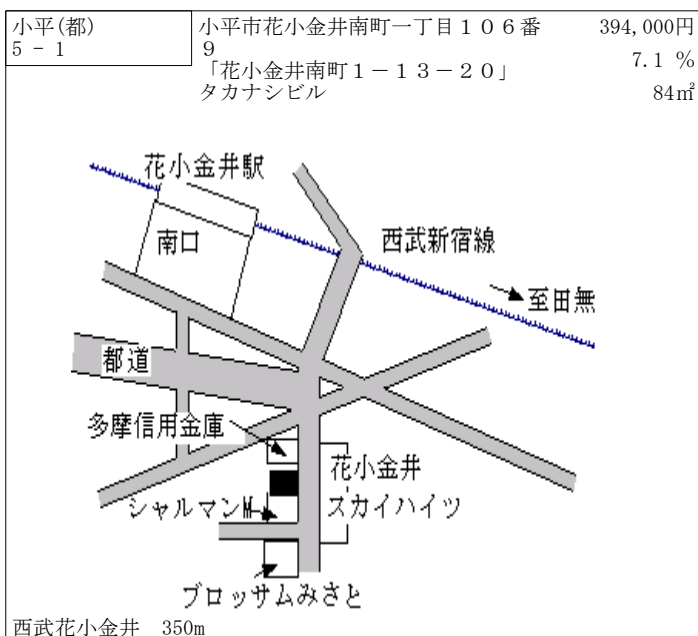 小平(都)
5 - 1
小平市花小金井南町一丁目１０６番
9
「花小金井南町１－１３－２０」
タカナシビル
394,000円
7.1 %
84㎡
花小金井駅
南口
西武新宿線
至田無
都道
多摩信用金庫
花小金井
スカイハイツ
シャルマンM
ブロッサムみさと
西武花小金井　350m